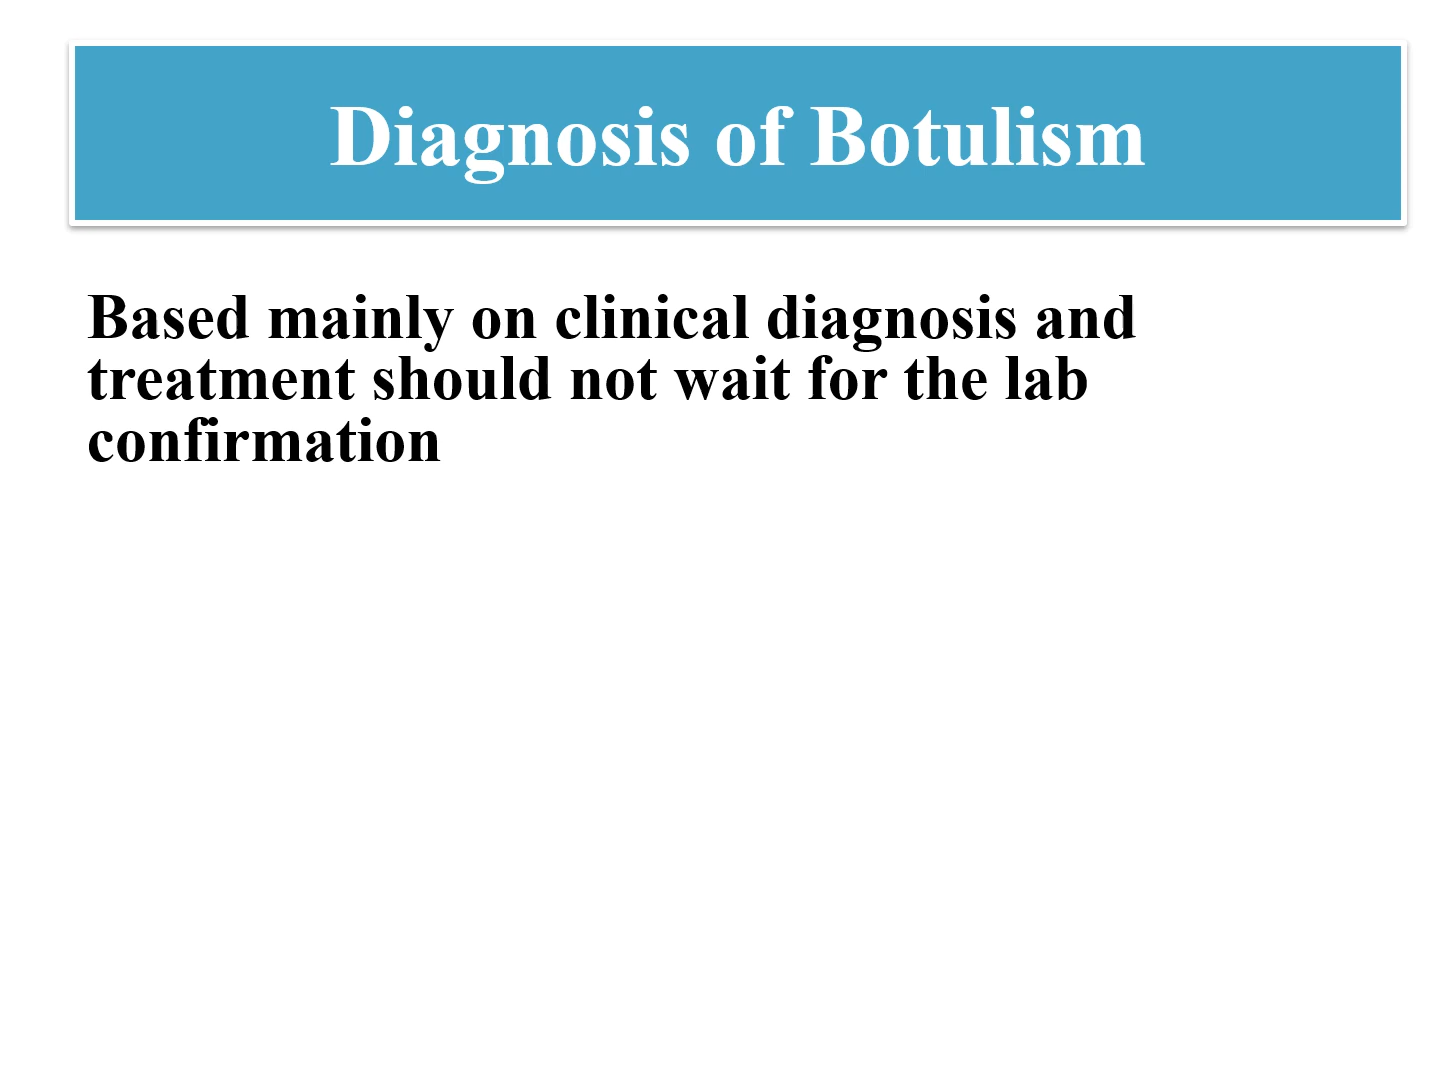 Diagnosis of Botulism
Based mainly on clinical diagnosis and
treatment should not wait for the lab
confirmation